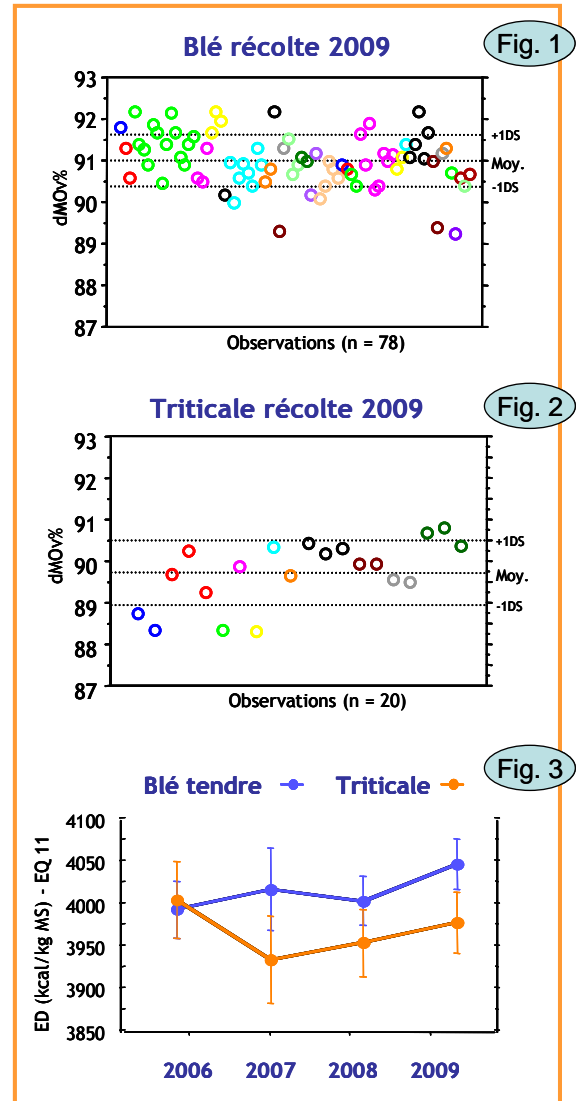 Blé récolte 2009
Fig. 1
93
92
91
90
89
88
87
dMOv%
+1DS
Moy.
-1DS
Observations (n = 78)
Triticale récolte 2009
Fig. 2
93
92
91
90
89
88
87
dMOv%
+1DS
Moy.
-1DS
Observations (n = 20)
Fig. 3
Blé tendre
Triticale
4100
4050
4000
3950
3900
3850
ED (kcal/kg MS) - EQ 11
2006 2007 2008 2009